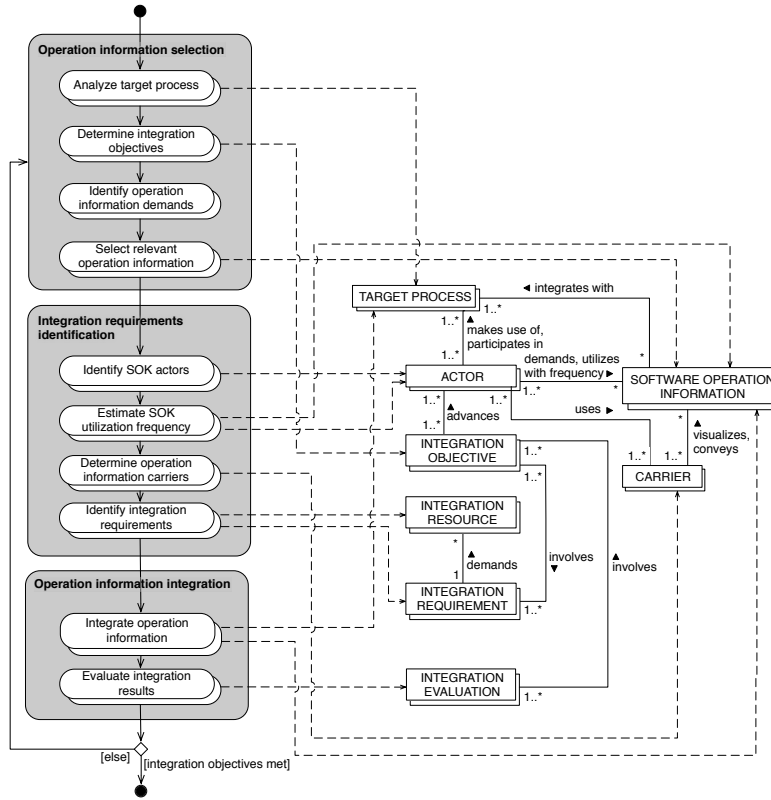 Operation information selection
Analyze target process
Determine integration
objectives
Identify operation
information demands
Select relevant
operation information
Integration requirements
identification
Identify SOK actors
Estimate SOK
utilization frequency
Determine operation
information carriers
Identify integration
requirements
Operation information integration
Integrate operation
information
Evaluate integration
results
[else]
[integration objectives met]
TARGET PROCESS
1..*
◄ integrates with
1..*
▲
makes use of,
participates in
1..*
*
demands, utilizes
with frequency ►
ACTOR
1..*
*
SOFTWARE OPERATION
INFORMATION
1..*
1..*
▲
advances
1..*
uses ►
*
▲
visualizes,
conveys
1..*
1..*
CARRIER
INTEGRATION
OBJECTIVE
1..*
1..*
INTEGRATION
RESOURCE
*
▲
demands
1
involves
▼
▲
involves
INTEGRATION
REQUIREMENT
1..*
INTEGRATION
EVALUATION
1..*